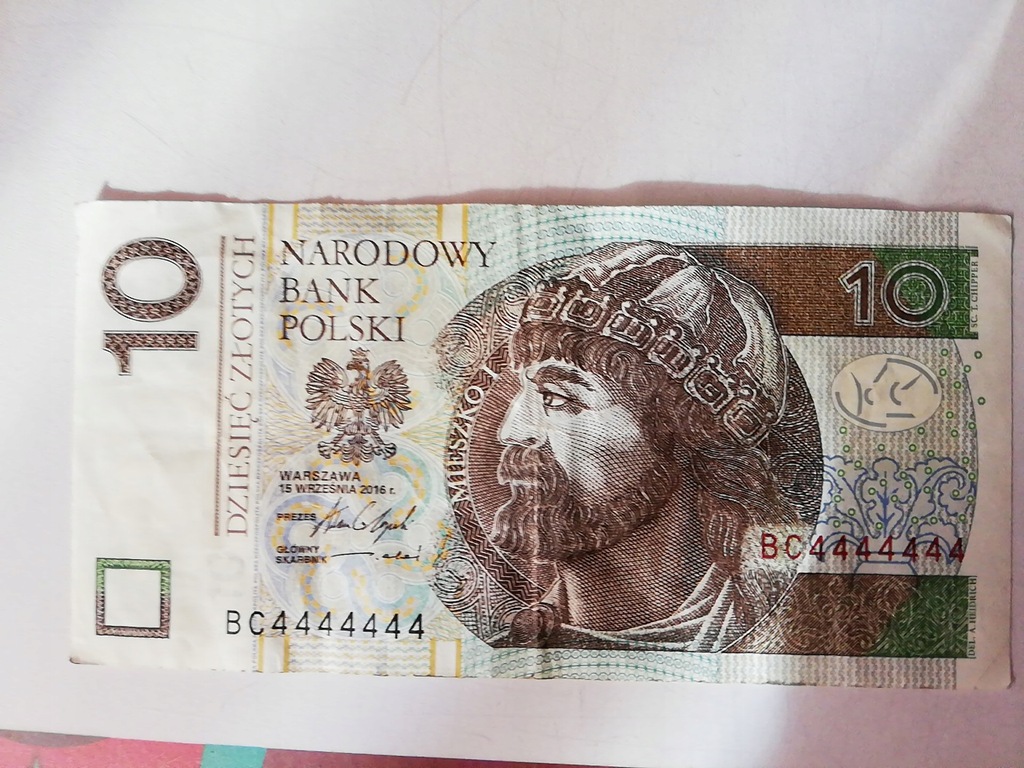 10
DZIESIĘĆ ZŁOTYCH
NARODOWY
BANK
POLSKI
WARSZAWA
15 WRZEŚNIA 2016 r.
PREZES
GŁÓWNY
SKARBNIK
BC4444444
MIESZKO I
10
SC. T. CHIPPER
BC4444444
DEL. A. HEIDRICH